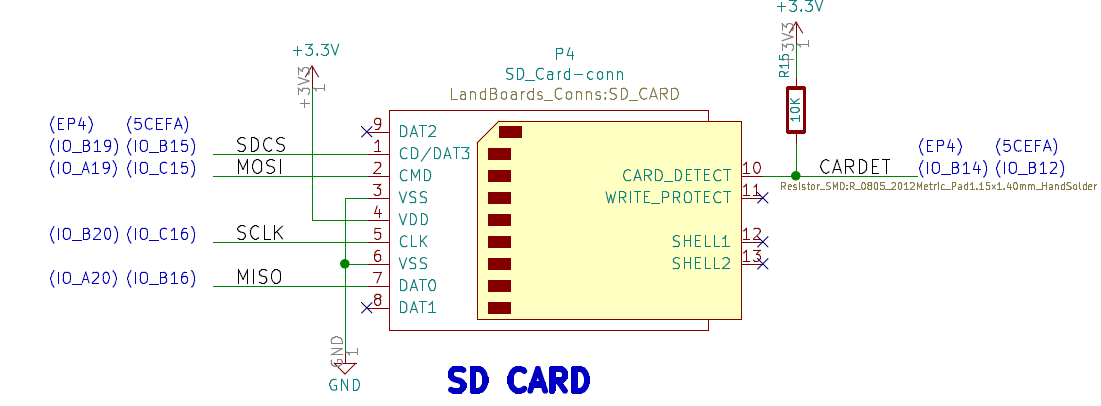 +3.3V
+3V3
1
R15
10K
+3.3V
+3V3
1
P4
SD_Card-conn
LandBoards_Conns:SD_CARD
(EP4) (5CEFA)
(IO_B19) (IO_B15) SDCS
(IO_A19) (IO_C15) MOSI
(IO_B20) (IO_C16) SCLK
(IO_A20) (IO_B16) MISO
9 DAT2
1 CD/DAT3
2 CMD
3 VSS
4 VDD
5 CLK
6 VSS
7 DAT0
8 DAT1
CARD_DETECT 10
WRITE_PROTECT 11
SHELL1 12
SHELL2 13
CARDET
(EP4) (5CEFA)
(IO_B14) (IO_B12)
Resistor_SMD:R_0805_2012Metric_Pad1.15x1.40mm_HandSolder
GND
1
GND
SD CARD